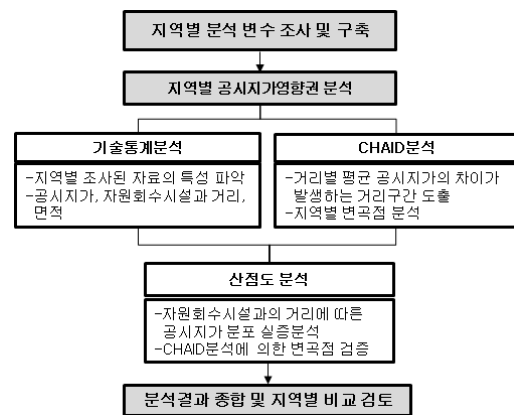 지역별 분석 변수 조사 및 구축
지역별 공시지가영향권 분석
기술통계분석
-지역별 조사된 자료의 특성 파악
-공시지가, 자원회수시설과 거리,
면적
CHAID분석
-거리별 평균 공시지가의 차이가
발생하는 거리구간 도출
-지역별 변곡점 분석
산점도 분석
-자원회수시설과의 거리에 따른
공시지가 분포 실증분석
-CHAID분석에 의한 변곡점 검증
분석결과 종합 및 지역별 비교 검토